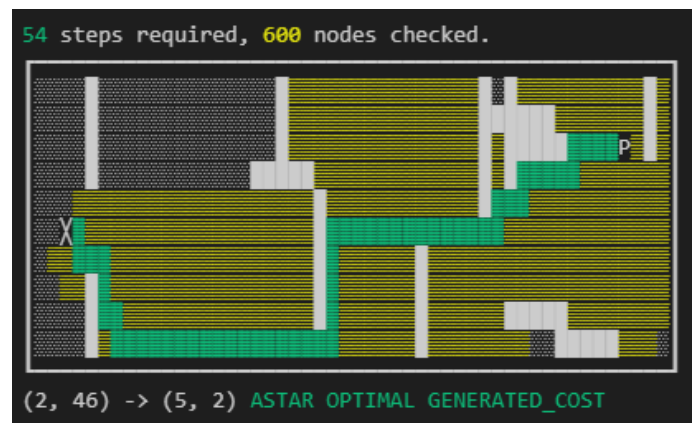 54 steps required, 600 nodes checked.
P
X
(2, 46) -> (5, 2) ASTAR OPTIMAL GENERATED_COST